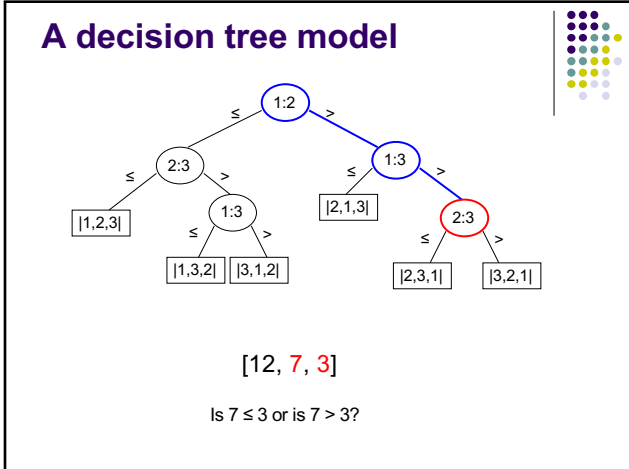 A decision tree model
1:2
≤ >
2:3 1:3
≤ > ≤ >
|1,2,3| 1:3 |2,1,3| 2:3
≤ > ≤ >
|1,3,2| |3,1,2| |2,3,1| |3,2,1|
[12, 7, 3]
Is 7 ≤ 3 or is 7 > 3?